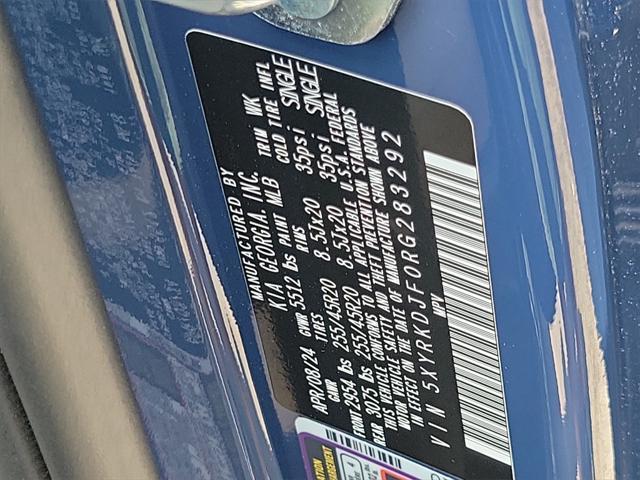 MANUFACTURED BY
KIA GEORGIA, INC.
APR/08/24 GVWR 5512 lbs PAINT MLB TRIM WK
GAWR TIRES RIMS COLD TIRE INFL
FRONT 2954 lbs 255/45R20 8.5Jx20 35psi SINGLE
REAR 3075 lbs 255/45R20 8.5Jx20 35psi SINGLE
THIS VEHICLE CONFORMS TO ALL APPLICABLE U.S.A. FEDERAL
MOTOR VEHICLE SAFETY AND THEFT PREVENTION STANDARDS
IN EFFECT ON THE DATE OF MANUFACTURE SHOWN ABOVE
VIN 5XYRKDJF0RG283292
MPV